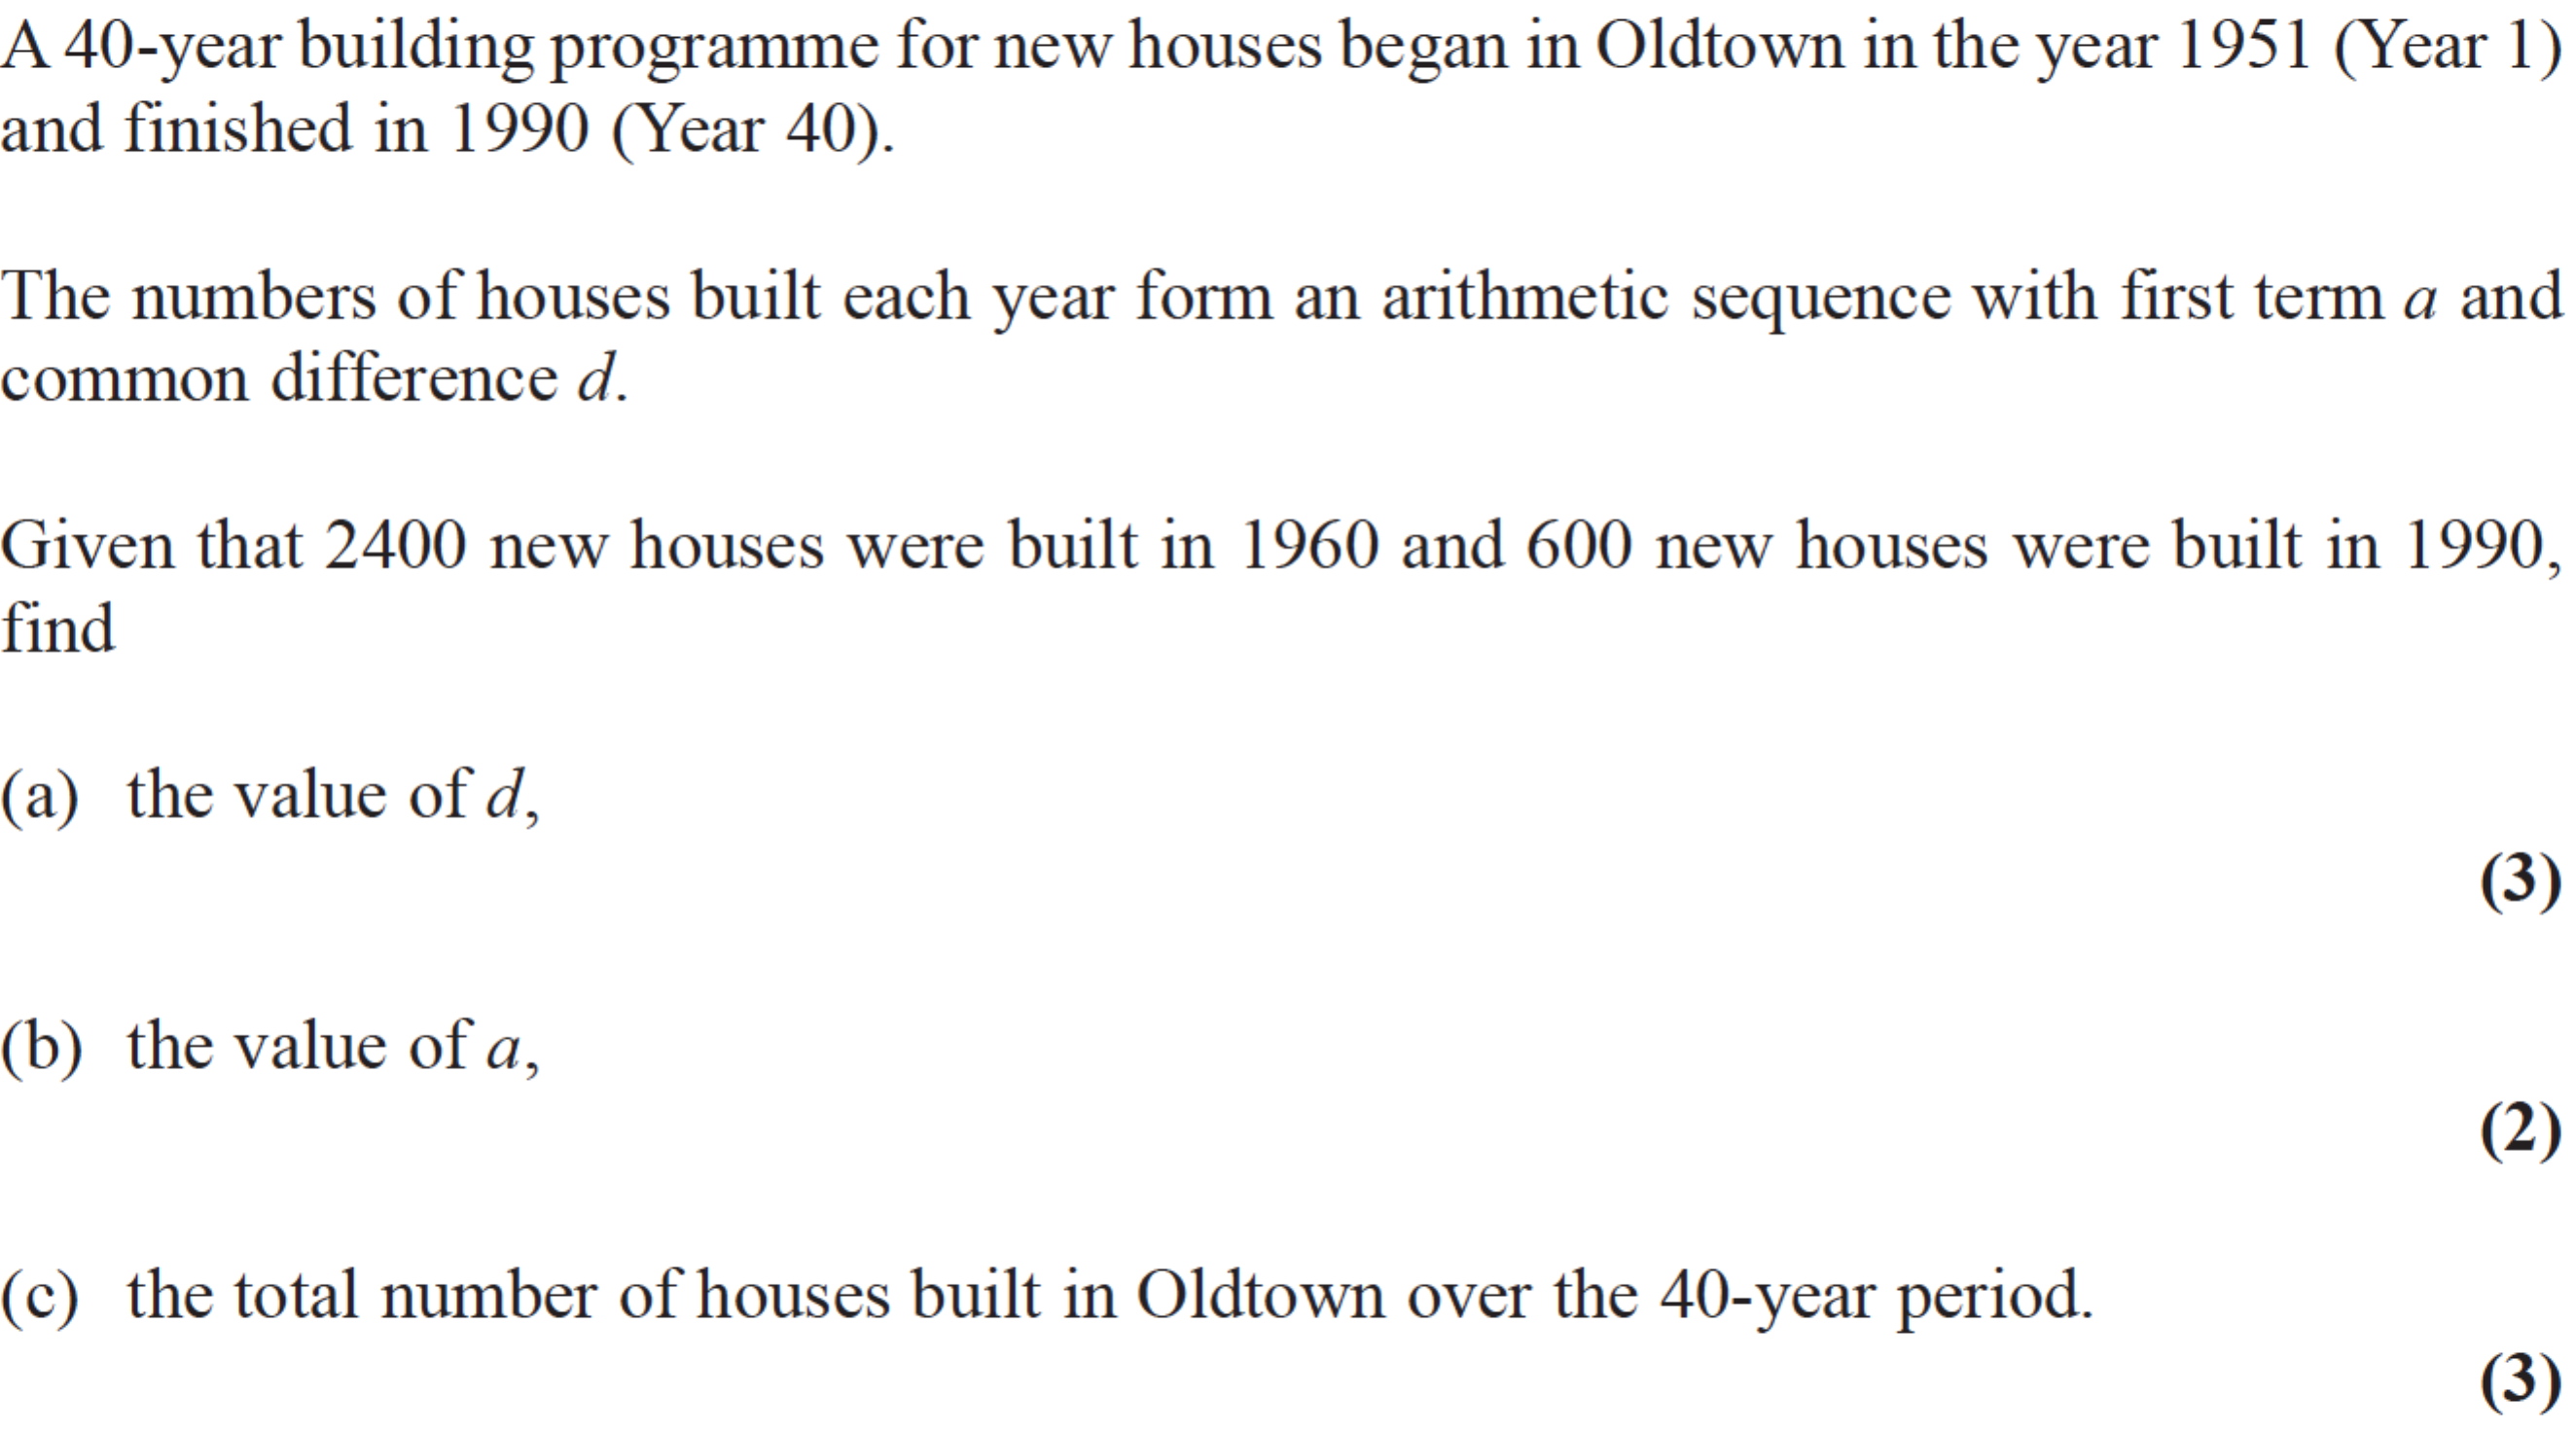 A 40-year building programme for new houses began in Oldtown in the year 1951 (Year 1)
and finished in 1990 (Year 40).
The numbers of houses built each year form an arithmetic sequence with first term a and
common difference d.
Given that 2400 new houses were built in 1960 and 600 new houses were built in 1990,
find
(a) the value of d,
(3)
(b) the value of a,
(2)
(c) the total number of houses built in Oldtown over the 40-year period.
(3)